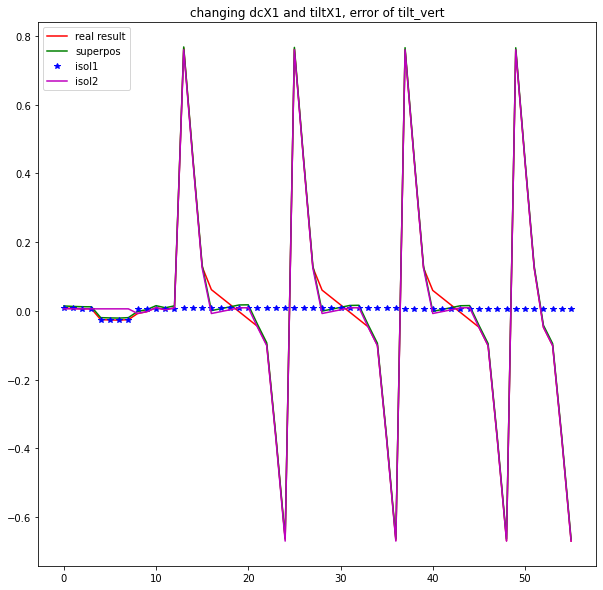 changing dcX1 and tiltX1, error of tilt_vert
real result
superpos
isol1
isol2
0.8
0.6
0.4
0.2
0.0
−0.2
−0.4
−0.6
0 10 20 30 40 50